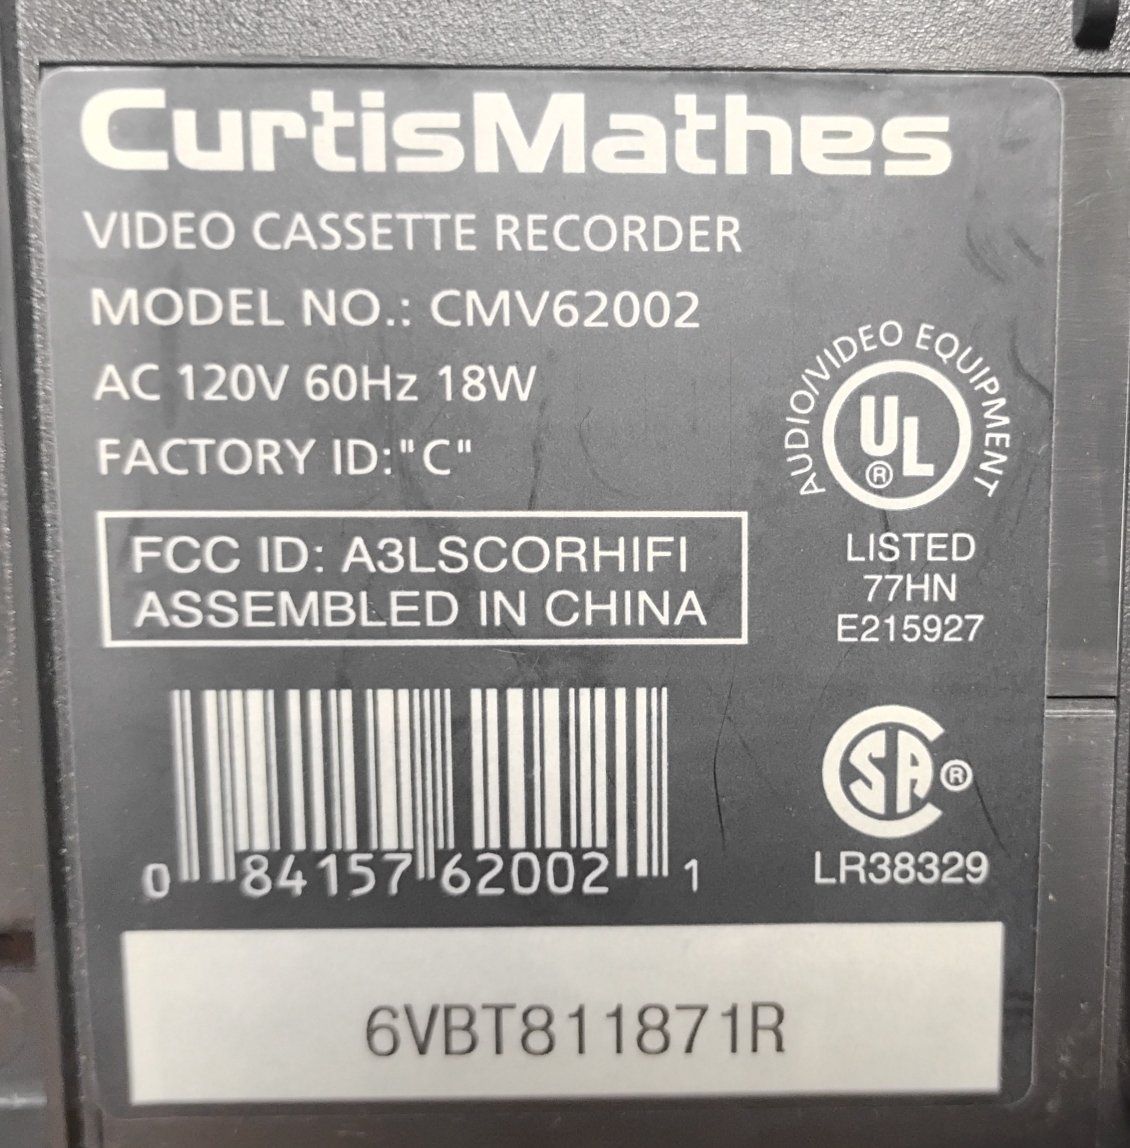 CurtisMathes
VIDEO CASSETTE RECORDER
MODEL NO.: CMV62002
AC 120V 60Hz 18W
FACTORY ID:"C"
FCC ID: A3LSCORHIFI
ASSEMBLED IN CHINA
0 84157 62002 1
AUDIO/VIDEO EQUIPMENT
UL ®
LISTED
77HN
E215927
CSA ®
LR38329
6VBT811871R